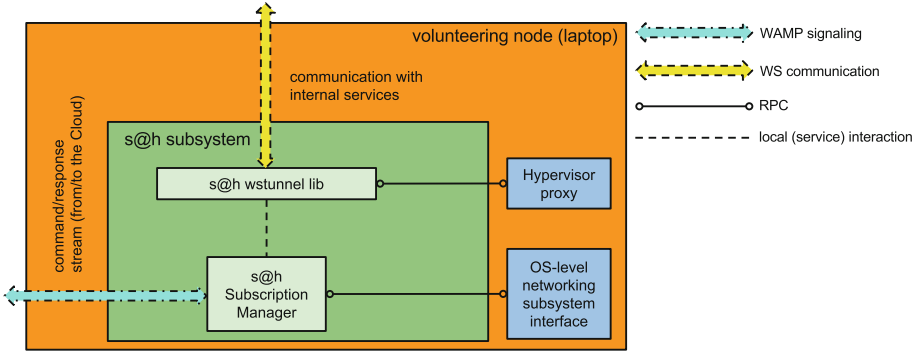 volunteering node (laptop)
communication with
internal services
command/response
stream (from/to the Cloud)
s@h subsystem
s@h wstunnel lib
Hypervisor
proxy
s@h
Subscription
Manager
OS-level
networking
subsystem
interface
WAMP signaling
WS communication
RPC
local (service) interaction